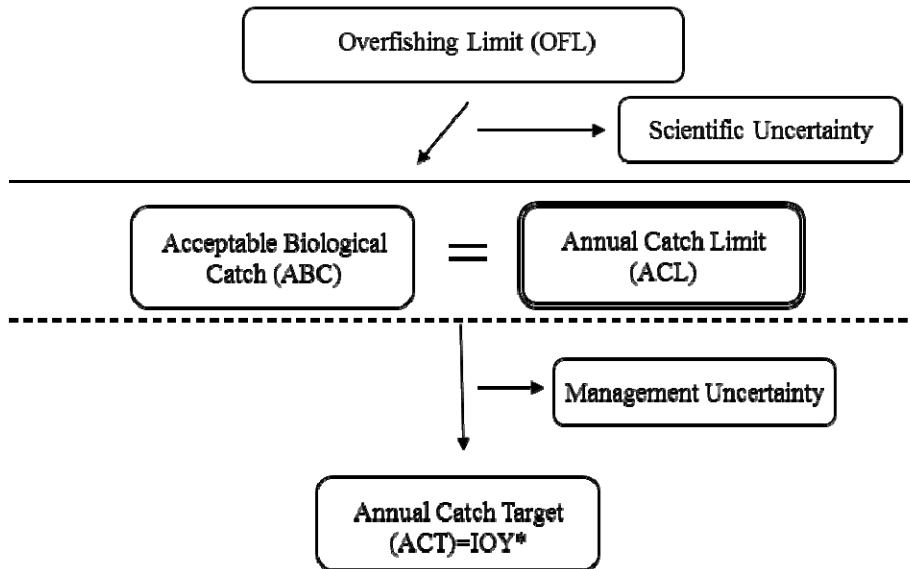 Overfishing Limit (OFL)
Scientific Uncertainty
Acceptable Biological
Catch (ABC)
=
Annual Catch Limit
(ACL)
Management Uncertainty
Annual Catch Target
(ACT)=IOY*